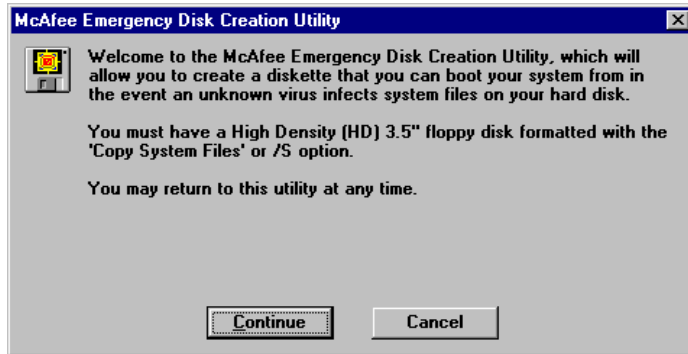 McAfee Emergency Disk Creation Utility
Welcome to the McAfee Emergency Disk Creation Utility, which will
allow you to create a diskette that you can boot your system from in
the event an unknown virus infects system files on your hard disk.
You must have a High Density (HD) 3.5" floppy disk formatted with the
'Copy System Files' or /S option.
You may return to this utility at any time.
Continue
Cancel